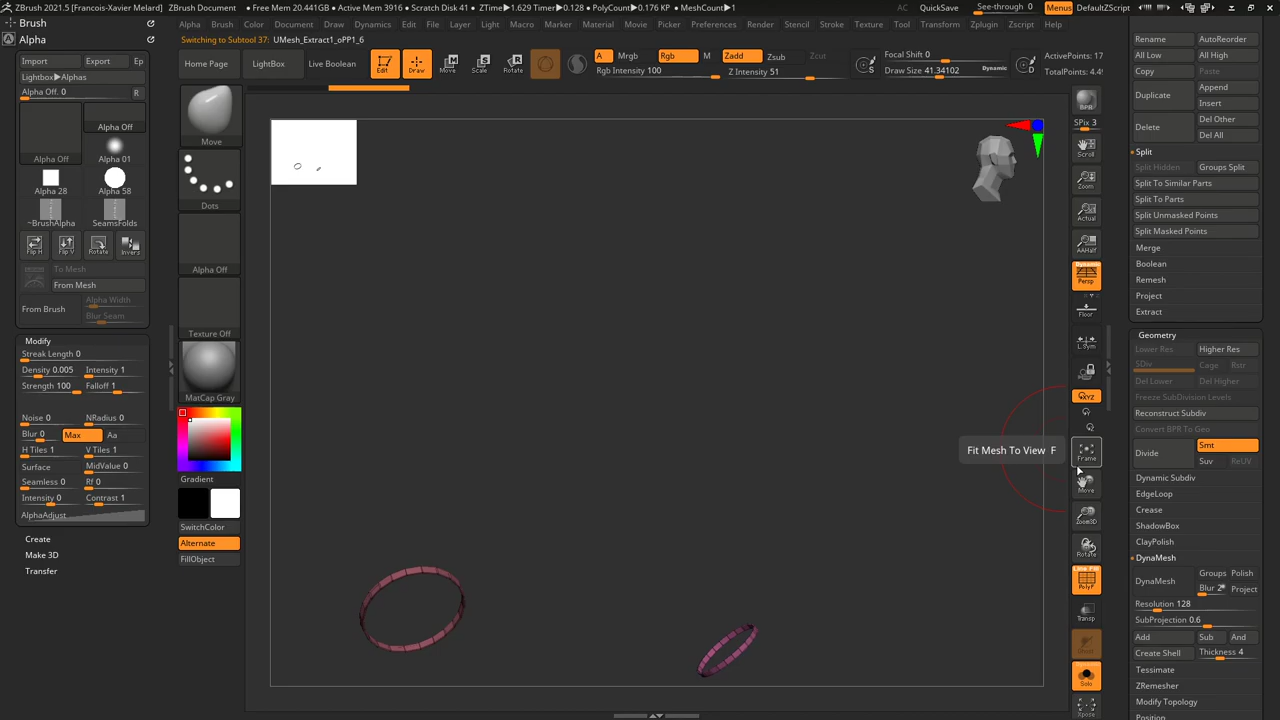 ZBrush 2021.5 [Francois-Xavier Melard] ZBrush Document • Free Mem 20.441GB • Active Mem 3916 • Scratch Disk 41 • ZTime▶1.629 Timer▶0.128 • PolyCount▶0.176 KP • MeshCount▶1
AC QuickSave See-through 0 Menus DefaultZScript
Brush Alpha Brush Color Document Draw Dynamics Edit File Layer Light Macro Marker Material Movie Picker Preferences Render Stencil Stroke Texture Tool Transform Zplugin Zscript Help
Alpha
Switching to Subtool 37: UMesh_Extract1_oPP1_6
Import Export Ep
Lightbox▶Alphas
Alpha Off. 0 R
Alpha Off
Alpha Off
Alpha 01
Alpha 28
Alpha 58
~BrushAlpha
SeamsFolds
Flip H Flip V Rotate Invers
To Mesh
From Mesh
Alpha Width
From Brush
Blur Seam
Modify
Streak Length 0
Density 0.005 Intensity 1
Strength 100 Falloff 1
Noise 0 NRadius 0
Blur 0 Max Aa
H Tiles 1 V Tiles 1
Surface MidValue 0
Seamless 0 Rf 0
Intensity 0 Contrast 1
AlphaAdjust
Create
Make 3D
Transfer
Home Page LightBox Live Boolean
Edit Draw Move Scale Rotate
A Mrgb Rgb M Zadd Zsub Zcut
Rgb Intensity 100 Z Intensity 51
Focal Shift 0
Draw Size 41.34102 Dynamic
S D
ActivePoints: 17
Move
Dots
Alpha Off
Texture Off
MatCap Gray
Gradient
SwitchColor
Alternate
FillObject
Fit Mesh To View F
BPR
SPix 3
Scroll
Zoom
Actual
AAHalf
Dynamic
Persp
Floor
L.Sym
XYZ
Frame
Move
Zoom3D
Rotate
Line Fill
PolyF
Transp
Dynamic
Solo
Xpose
Rename AutoReorder
All Low All High
Copy Paste
Duplicate Append
Insert
Delete Del Other
Del All
Split
Split Hidden Groups Split
Split To Similar Parts
Split To Parts
Split Unmasked Points
Split Masked Points
Merge
Boolean
Remesh
Project
Extract
Geometry
Lower Res Higher Res
SDiv Cage Rstr
Del Lower Del Higher
Freeze SubDivision Levels
Reconstruct Subdiv
Convert BPR To Geo
Divide Smt
Suv ReUV
Dynamic Subdiv
EdgeLoop
Crease
ShadowBox
ClayPolish
DynaMesh
DynaMesh Groups Polish
Blur 2 Project
Resolution 128
SubProjection 0.6
Add Sub And
Create Shell Thickness 4
Tessimate
ZRemesher
Modify Topology
Position